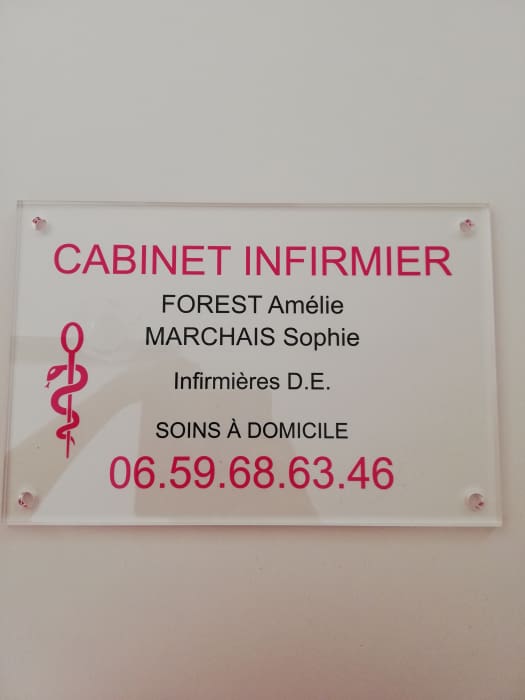 CABINET INFIRMIER
FOREST Amélie
MARCHAIS Sophie
Infirmières D.E.
SOINS À DOMICILE
06.59.68.63.46